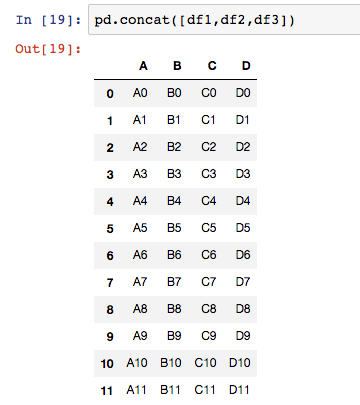 In [19]: pd.concat([df1,df2,df3])
Out[19]:
A B C D
0 A0 B0 C0 D0
1 A1 B1 C1 D1
2 A2 B2 C2 D2
3 A3 B3 C3 D3
4 A4 B4 C4 D4
5 A5 B5 C5 D5
6 A6 B6 C6 D6
7 A7 B7 C7 D7
8 A8 B8 C8 D8
9 A9 B9 C9 D9
10 A10 B10 C10 D10
11 A11 B11 C11 D11